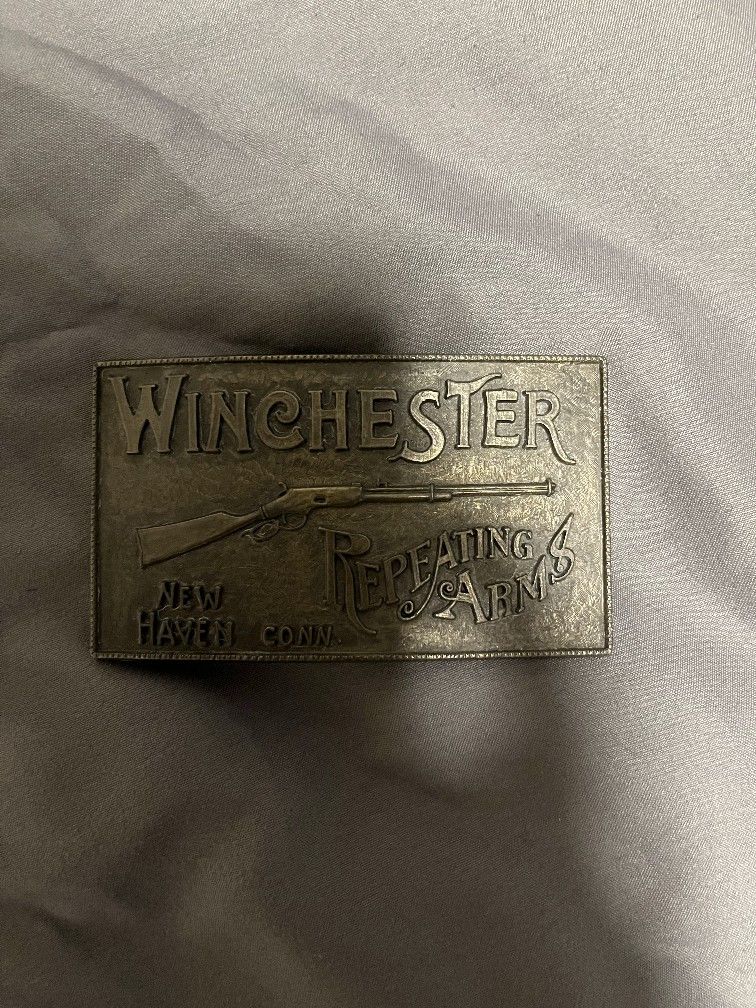 WINCHESTER
REPEATING
ARMS
NEW
HAVEN CONN.